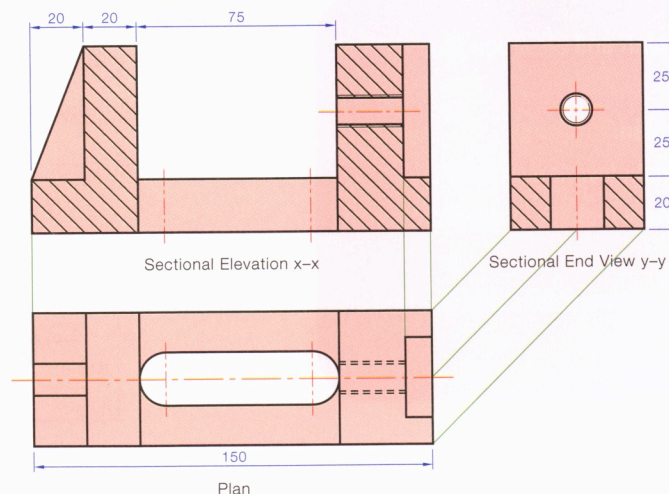 20 20 75
25
25
20
Sectional Elevation x–x
Sectional End View y–y
150
Plan